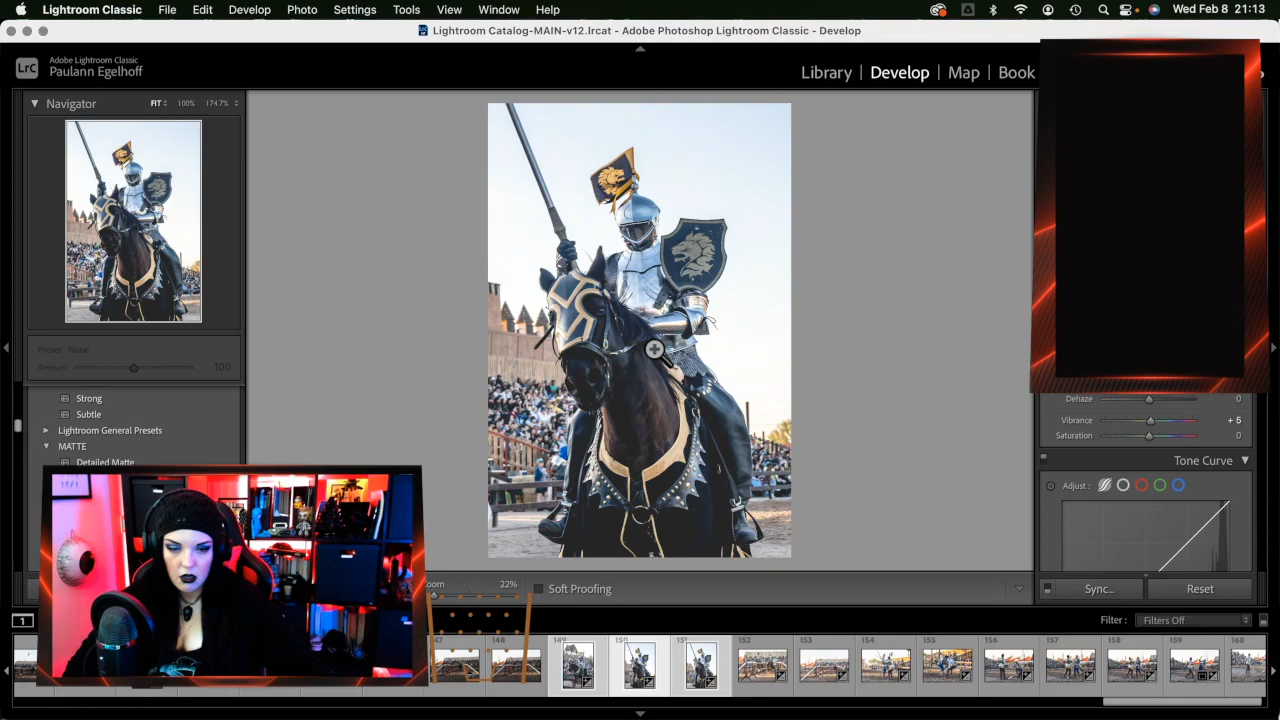 Lightroom Classic File Edit Develop Photo Settings Tools View Window Help Wed Feb 8 21:13
Lightroom Catalog-MAIN-v12.lrcat - Adobe Photoshop Lightroom Classic - Develop
LrC
Adobe Lightroom Classic
Paulann Egelhoff
Library | Develop | Map | Book
Navigator FIT 100% 174.7%
Preset: None
Amount 100
Strong
Subtle
Lightroom General Presets
MATTE
Detailed Matte
Dehaze 0
Vibrance + 5
Saturation 0
Tone Curve
Adjust :
22% Soft Proofing
Sync... Reset
1 Filter : Filters Off
148 149 150 151 152 153 154 155 156 157 158 159 160